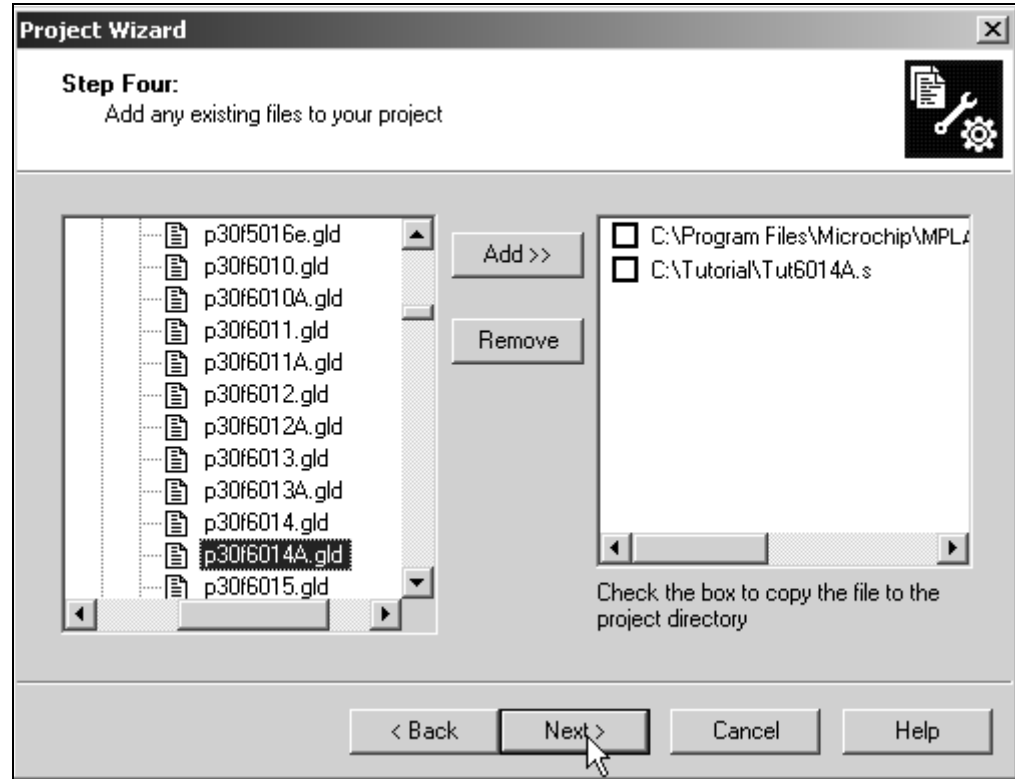 Project Wizard
Step Four:
Add any existing files to your project
p30f5016e.gld
p30f6010.gld
p30f6010A.gld
p30f6011.gld
p30f6011A.gld
p30f6012.gld
p30f6012A.gld
p30f6013.gld
p30f6013A.gld
p30f6014.gld
p30f6014A.gld
p30f6015.gld
Add >>
Remove
C:\Program Files\Microchip\MPLA
C:\Tutorial\Tut6014A.s
Check the box to copy the file to the
project directory
< Back
Next >
Cancel
Help